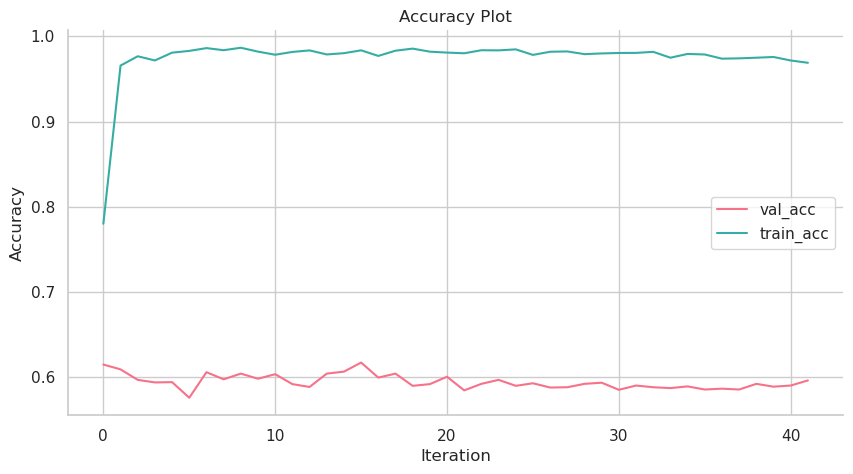 Accuracy Plot
1.0
0.9
0.8
0.7
0.6
Accuracy
val_acc
train_acc
0 10 20 30 40
Iteration